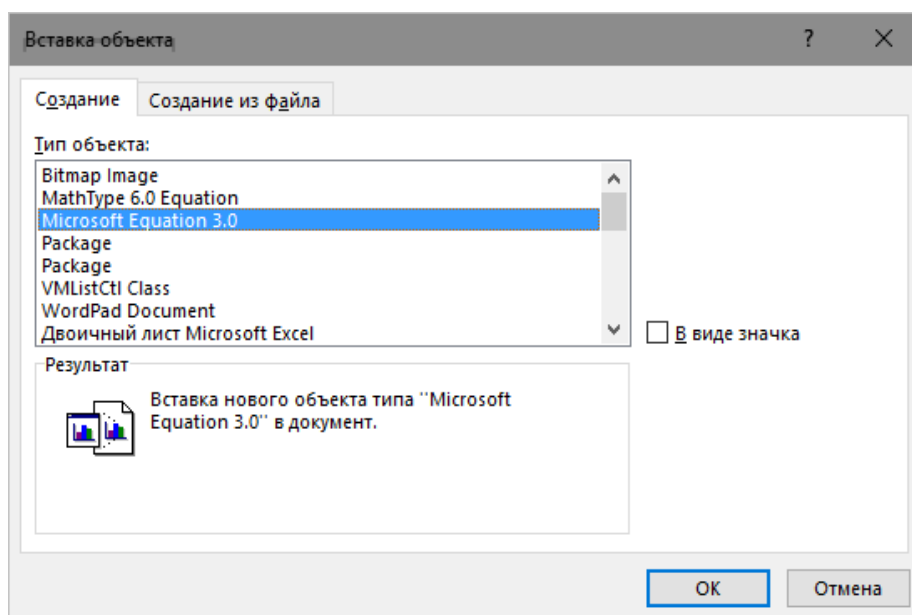 Вставка объекта ?
Создание Создание из файла
Тип объекта:
Bitmap Image
MathType 6.0 Equation
Microsoft Equation 3.0
Package
Package
VMListCtl Class
WordPad Document
Двоичный лист Microsoft Excel
В виде значка
Результат
Вставка нового объекта типа "Microsoft
Equation 3.0" в документ.
ОК Отмена